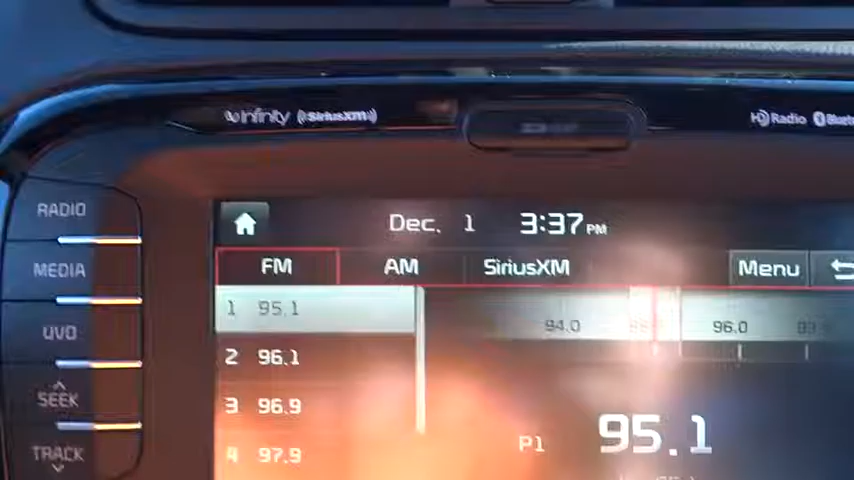 infinity ((SiriusXM))
HD Radio Bluetooth
RADIO
MEDIA
UVO
SEEK
TRACK
Dec. 1 3:37 PM
FM AM SiriusXM Menu
1 95.1
2 96.1
3 96.9
4 97.9
94.0 96.0
P1 95.1